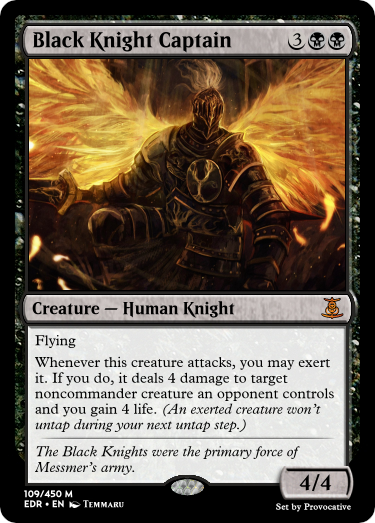 Black Knight Captain 3
Creature — Human Knight
Flying
Whenever this creature attacks, you may exert
it. If you do, it deals 4 damage to target
noncommander creature an opponent controls
and you gain 4 life. (An exerted creature won't
untap during your next untap step.)
The Black Knights were the primary force of
Messmer's army.
4/4
109/450 M
EDR • EN Temmaru
Set by Provocative